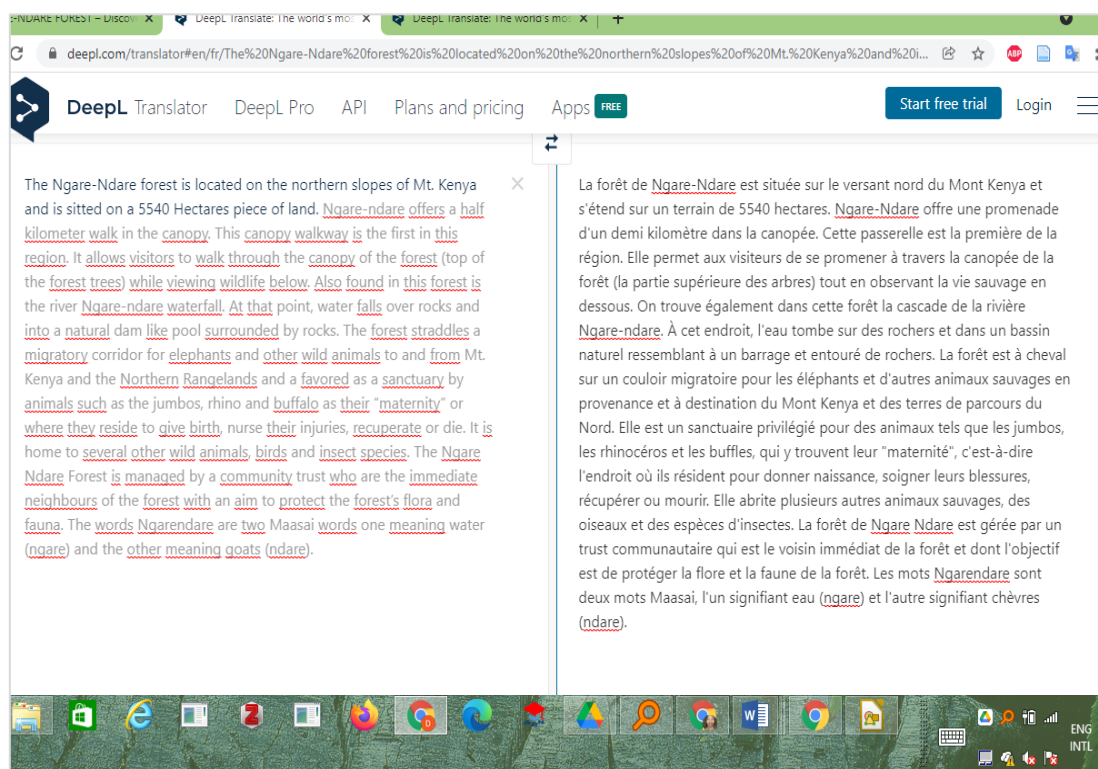 E-NDARE FOREST – Discov
DeepL Translate: The world's mos
DeepL Translate: The world's mos
deepl.com/translator#en/fr/The%20Ngare-Ndare%20forest%20is%20located%20on%20the%20northern%20slopes%20of%20Mt.%20Kenya%20and%20i...
ABP
DeepL Translator DeepL Pro API Plans and pricing Apps FREE Start free trial Login
The Ngare-Ndare forest is located on the northern slopes of Mt. Kenya
and is sitted on a 5540 Hectares piece of land. Ngare-ndare offers a half
kilometer walk in the canopy. This canopy walkway is the first in this
region. It allows visitors to walk through the canopy of the forest (top of
the forest trees) while viewing wildlife below. Also found in this forest is
the river Ngare-ndare waterfall. At that point, water falls over rocks and
into a natural dam like pool surrounded by rocks. The forest straddles a
migratory corridor for elephants and other wild animals to and from Mt.
Kenya and the Northern Rangelands and a favored as a sanctuary by
animals such as the jumbos, rhino and buffalo as their "maternity" or
where they reside to give birth, nurse their injuries, recuperate or die. It is
home to several other wild animals, birds and insect species. The Ngare
Ndare Forest is managed by a community trust who are the immediate
neighbours of the forest with an aim to protect the forest's flora and
fauna. The words Ngarendare are two Maasai words one meaning water
(ngare) and the other meaning goats (ndare).
La forêt de Ngare-Ndare est située sur le versant nord du Mont Kenya et
s'étend sur un terrain de 5540 hectares. Ngare-Ndare offre une promenade
d'un demi kilomètre dans la canopée. Cette passerelle est la première de la
région. Elle permet aux visiteurs de se promener à travers la canopée de la
forêt (la partie supérieure des arbres) tout en observant la vie sauvage en
dessous. On trouve également dans cette forêt la cascade de la rivière
Ngare-ndare. À cet endroit, l'eau tombe sur des rochers et dans un bassin
naturel ressemblant à un barrage et entouré de rochers. La forêt est à cheval
sur un couloir migratoire pour les éléphants et d'autres animaux sauvages en
provenance et à destination du Mont Kenya et des terres de parcours du
Nord. Elle est un sanctuaire privilégié pour des animaux tels que les jumbos,
les rhinocéros et les buffles, qui y trouvent leur "maternité", c'est-à-dire
l'endroit où ils résident pour donner naissance, soigner leurs blessures,
récupérer ou mourir. Elle abrite plusieurs autres animaux sauvages, des
oiseaux et des espèces d'insectes. La forêt de Ngare Ndare est gérée par un
trust communautaire qui est le voisin immédiat de la forêt et dont l'objectif
est de protéger la flore et la faune de la forêt. Les mots Ngarendare sont
deux mots Maasai, l'un signifiant eau (ngare) et l'autre signifiant chèvres
(ndare).
ENG
INTL